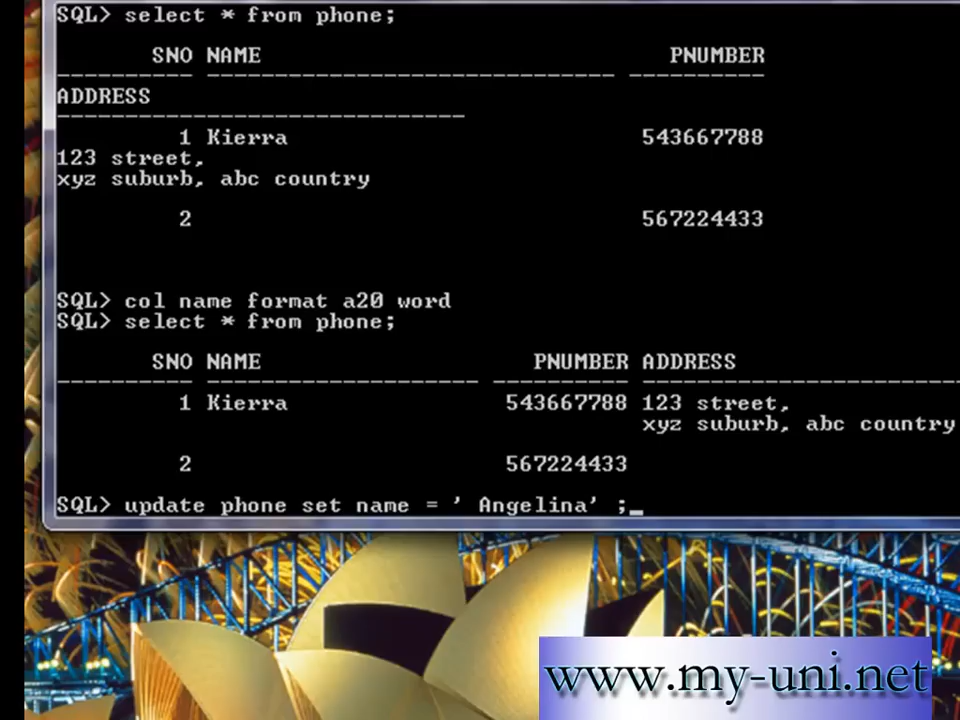 SQL> select * from phone;
SNO NAME PNUMBER
---------- ------------------------------ ----------
ADDRESS
------------------------------
1 Kierra 543667788
123 street,
xyz suburb, abc country
2 567224433
SQL> col name format a20 word
SQL> select * from phone;
SNO NAME PNUMBER ADDRESS
---------- -------------------- ---------- ------------------------
1 Kierra 543667788 123 street,
xyz suburb, abc country
2 567224433
SQL> update phone set name = ' Angelina' ;_
www.my-uni.net